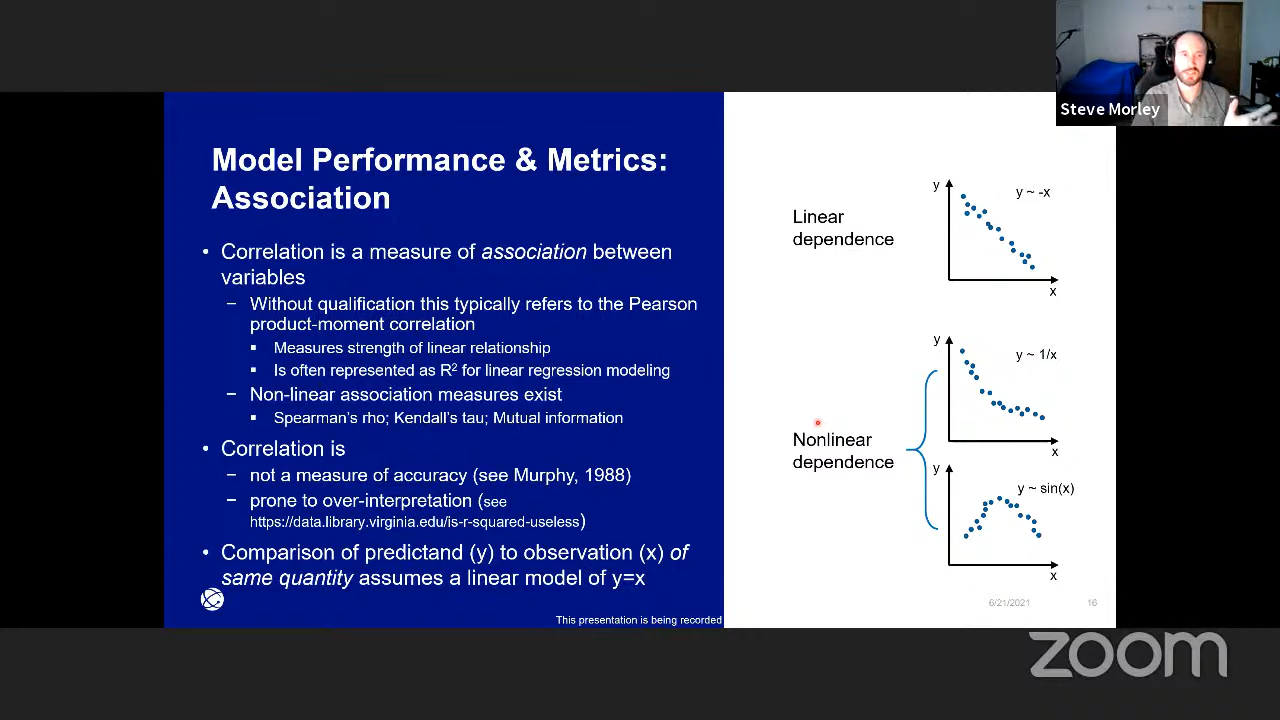 Steve Morley
Model Performance & Metrics:
Association
• Correlation is a measure of association between
variables
− Without qualification this typically refers to the Pearson
product-moment correlation
▪ Measures strength of linear relationship
▪ Is often represented as R² for linear regression modeling
− Non-linear association measures exist
▪ Spearman's rho; Kendall's tau; Mutual information
• Correlation is
− not a measure of accuracy (see Murphy, 1988)
− prone to over-interpretation (see
https://data.library.virginia.edu/is-r-squared-useless)
• Comparison of predictand (y) to observation (x) of
same quantity assumes a linear model of y=x
This presentation is being recorded
Linear
dependence
y
y ~ -x
x
Nonlinear
dependence
y
y ~ 1/x
x
y
y ~ sin(x)
x
6/21/2021
16
zoom